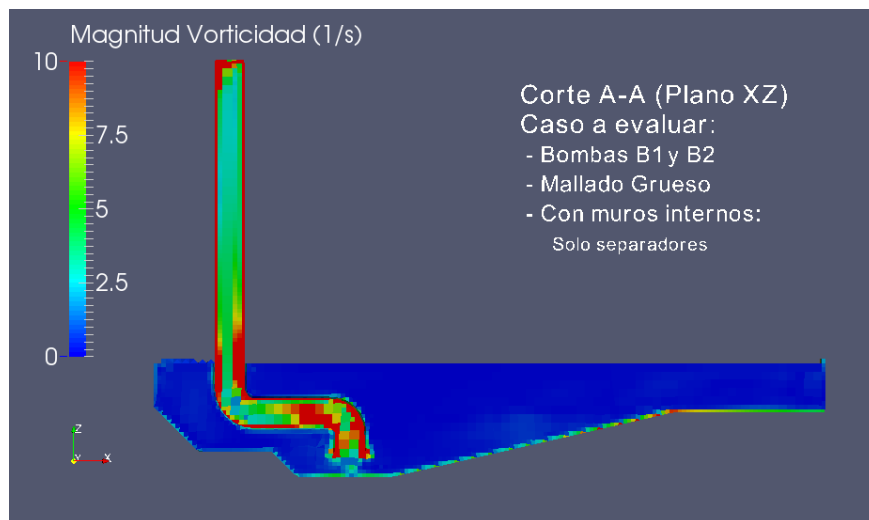 Magnitud Vorticidad (1/s)
10
7.5
5
2.5
0
Corte A-A (Plano XZ)
Caso a evaluar:
- Bombas B1 y B2
- Mallado Grueso
- Con muros internos:
Solo separadores
Z
Y
X